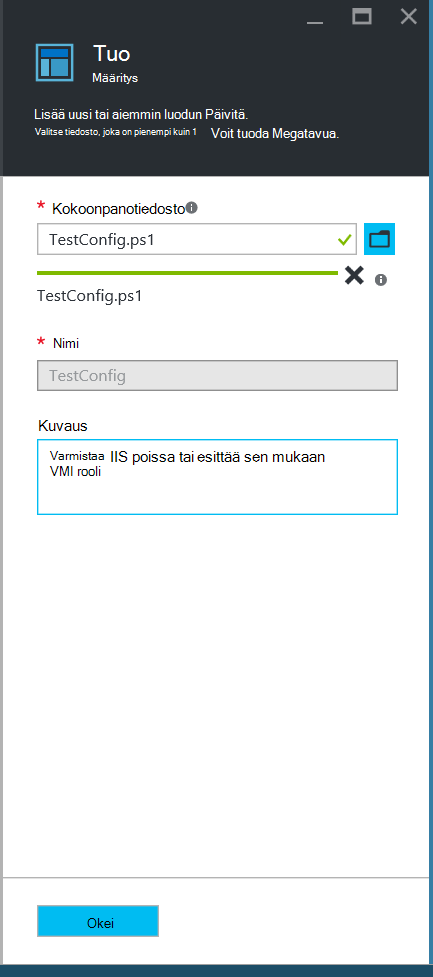 Tuo
Määritys
Lisää uusi tai aiemmin luodun Päivitä.
Valitse tiedosto, joka on pienempi kuin 1 Voit tuoda Megatavua.
* Kokoonpanotiedosto
TestConfig.ps1
TestConfig.ps1
* Nimi
TestConfig
Kuvaus
Varmistaa IIS poissa tai esittää sen mukaan
VMI rooli
Okei